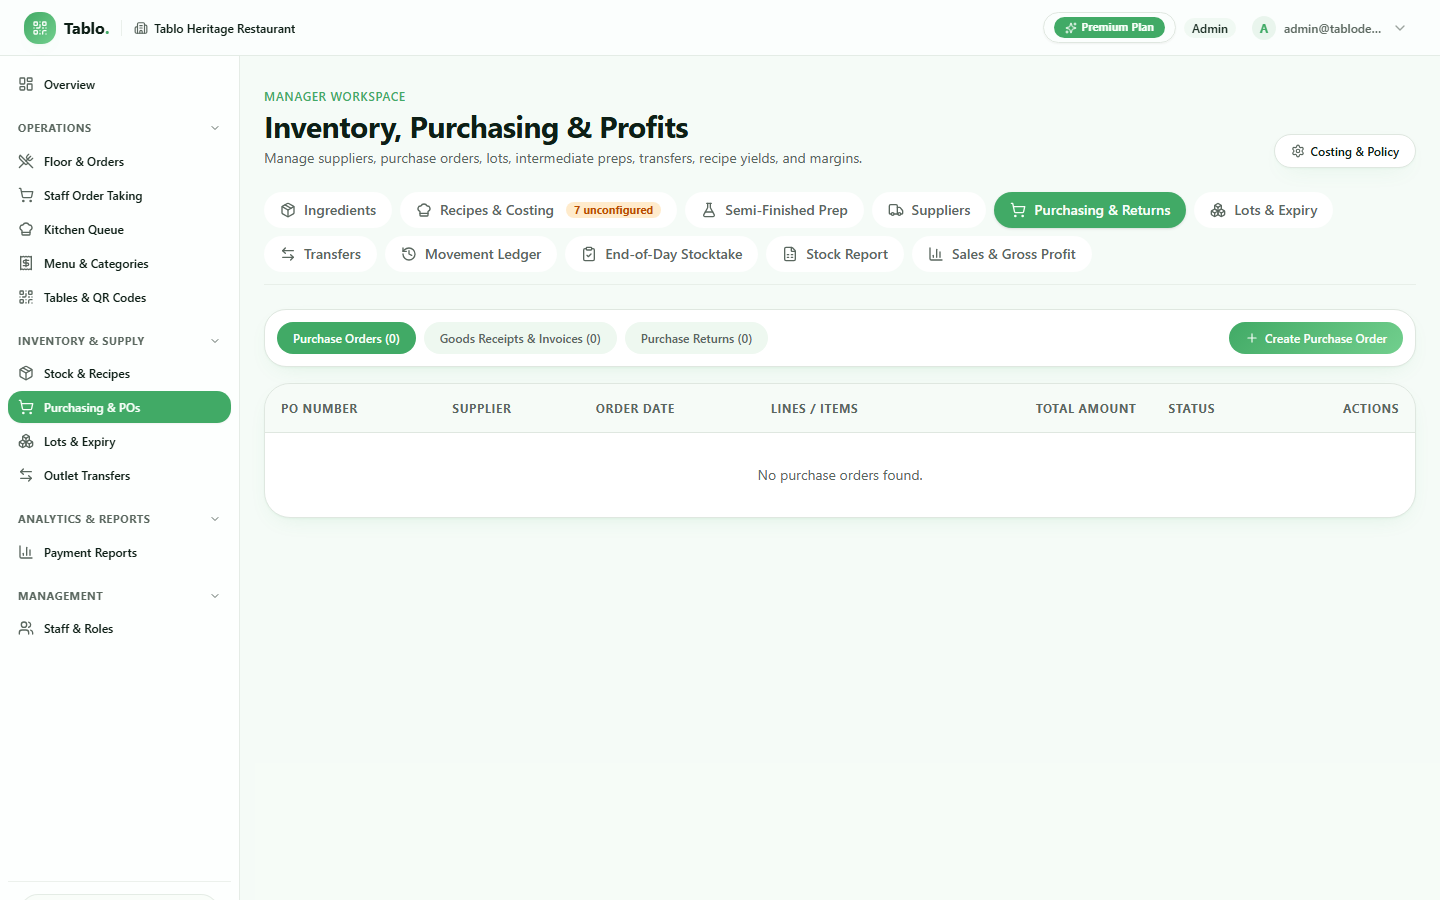 Tablo.
Tablo Heritage Restaurant
Premium Plan
Admin
A
admin@tablode...
Overview
OPERATIONS
Floor & Orders
Staff Order Taking
Kitchen Queue
Menu & Categories
Tables & QR Codes
INVENTORY & SUPPLY
Stock & Recipes
Purchasing & POs
Lots & Expiry
Outlet Transfers
ANALYTICS & REPORTS
Payment Reports
MANAGEMENT
Staff & Roles
MANAGER WORKSPACE
Inventory, Purchasing & Profits
Manage suppliers, purchase orders, lots, intermediate preps, transfers, recipe yields, and margins.
Costing & Policy
Ingredients
Recipes & Costing 7 unconfigured
Semi-Finished Prep
Suppliers
Purchasing & Returns
Lots & Expiry
Transfers
Movement Ledger
End-of-Day Stocktake
Stock Report
Sales & Gross Profit
Purchase Orders (0)
Goods Receipts & Invoices (0)
Purchase Returns (0)
Create Purchase Order
PO NUMBER SUPPLIER ORDER DATE LINES / ITEMS TOTAL AMOUNT STATUS ACTIONS
No purchase orders found.